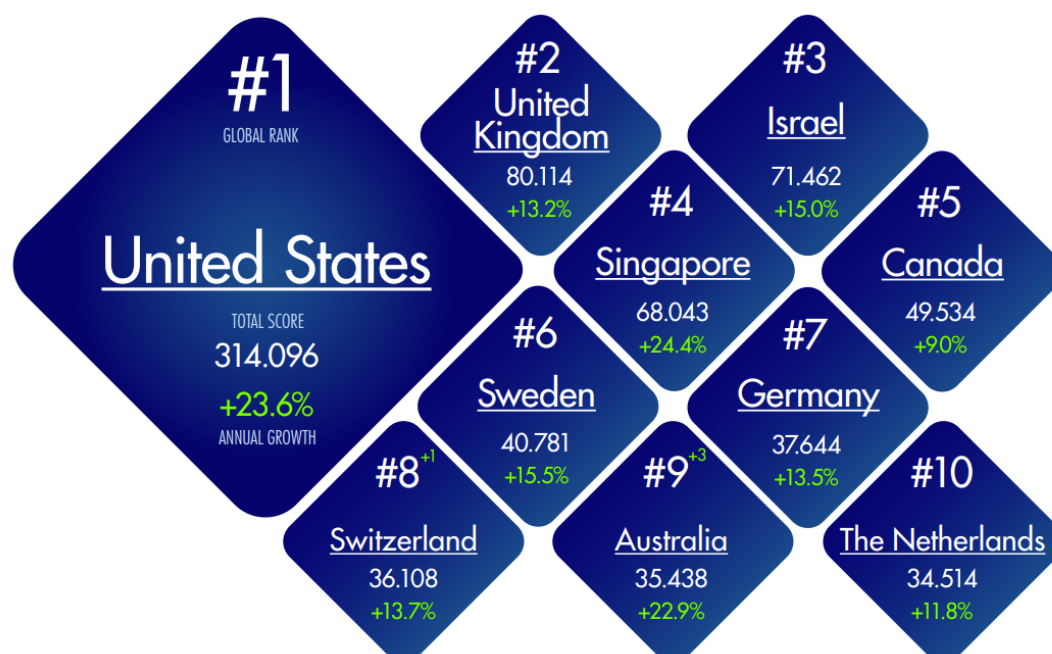 #1
GLOBAL RANK
United States
TOTAL SCORE
314.096
+23.6%
ANNUAL GROWTH
#2
United
Kingdom
80.114
+13.2%
#3
Israel
71.462
+15.0%
#4
Singapore
68.043
+24.4%
#5
Canada
49.534
+9.0%
#6
Sweden
40.781
+15.5%
#7
Germany
37.644
+13.5%
#8 +1
Switzerland
36.108
+13.7%
#9 +3
Australia
35.438
+22.9%
#10
The Netherlands
34.514
+11.8%